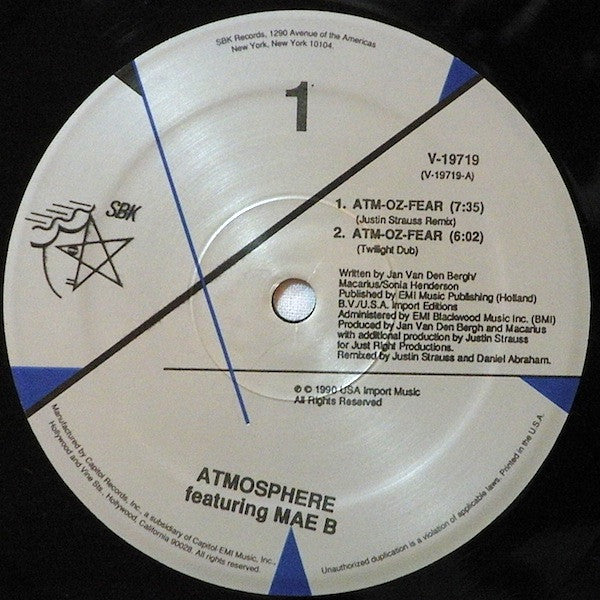 SBK Records, 1290 Avenue of the Americas
New York, New York 10104
1
V-19719
(V-19719-A)
SBK
1. ATM-OZ-FEAR (7:35)
(Justin Strauss Remix)
2. ATM-OZ-FEAR (6:02)
(Twilight Dub)
Written by Jan Van Den Bergh/
Macarius/Sonia Henderson
Published by EMI Music Publishing (Holland)
B.V./U.S.A. Import Editions
Administered by EMI Blackwood Music Inc. (BMI)
Produced by Jan Van Den Bergh and Macarius
with additional production by Justin Strauss
for Just Right Productions.
Remixed by Justin Strauss and Daniel Abraham.
℗ © 1990 USA Import Music
All Rights Reserved
ATMOSPHERE
featuring MAE B
Manufactured by Capitol Records, Inc., a subsidiary of Capitol-EMI Music, Inc.,
Hollywood and Vine Sts., Hollywood, California 90028. All rights reserved.
Unauthorized duplication is a violation of applicable laws. Printed in the U.S.A.